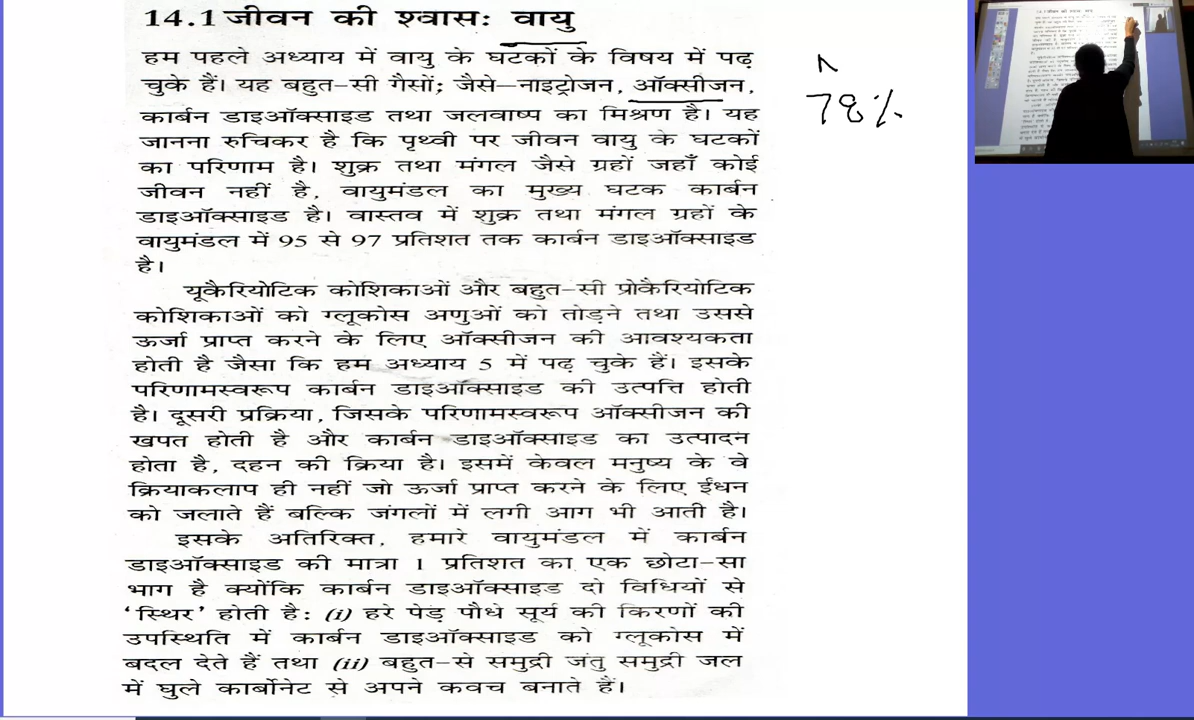 14.1 जीवन की श्वासः वायु
हम पहले अध्याय में वायु के घटकों के विषय में पढ़
चुके हैं। यह बहुत-सी गैसों; जैसे-नाइट्रोजन, ऑक्सीजन,
कार्बन डाइऑक्साइड तथा जलवाष्प का मिश्रण है। यह
जानना रुचिकर है कि पृथ्वी पर जीवन वायु के घटकों
का परिणाम है। शुक्र तथा मंगल जैसे ग्रहों जहाँ कोई
जीवन नहीं है, वायुमंडल का मुख्य घटक कार्बन
डाइऑक्साइड है। वास्तव में शुक्र तथा मंगल ग्रहों के
वायुमंडल में 95 से 97 प्रतिशत तक कार्बन डाइऑक्साइड
है।
यूकैरियोटिक कोशिकाओं और बहुत-सी प्रोकैरियोटिक
कोशिकाओं को ग्लूकोस अणुओं को तोड़ने तथा उससे
ऊर्जा प्राप्त करने के लिए ऑक्सीजन की आवश्यकता
होती है जैसा कि हम अध्याय 5 में पढ़ चुके हैं। इसके
परिणामस्वरूप कार्बन डाइऑक्साइड की उत्पत्ति होती
है। दूसरी प्रक्रिया, जिसके परिणामस्वरूप ऑक्सीजन की
खपत होती है और कार्बन डाइऑक्साइड का उत्पादन
होता है, दहन की क्रिया है। इसमें केवल मनुष्य के वे
क्रियाकलाप ही नहीं जो ऊर्जा प्राप्त करने के लिए ईंधन
को जलाते हैं बल्कि जंगलों में लगी आग भी आती है।
इसके अतिरिक्त, हमारे वायुमंडल में कार्बन
डाइऑक्साइड की मात्रा 1 प्रतिशत का एक छोटा-सा
भाग है क्योंकि कार्बन डाइऑक्साइड दो विधियों से
‘स्थिर’ होती है: (i) हरे पेड़ पौधे सूर्य की किरणों की
उपस्थिति में कार्बन डाइऑक्साइड को ग्लूकोस में
बदल देते हैं तथा (ii) बहुत-से समुद्री जंतु समुद्री जल
में घुले कार्बोनेट से अपने कवच बनाते हैं।
78%